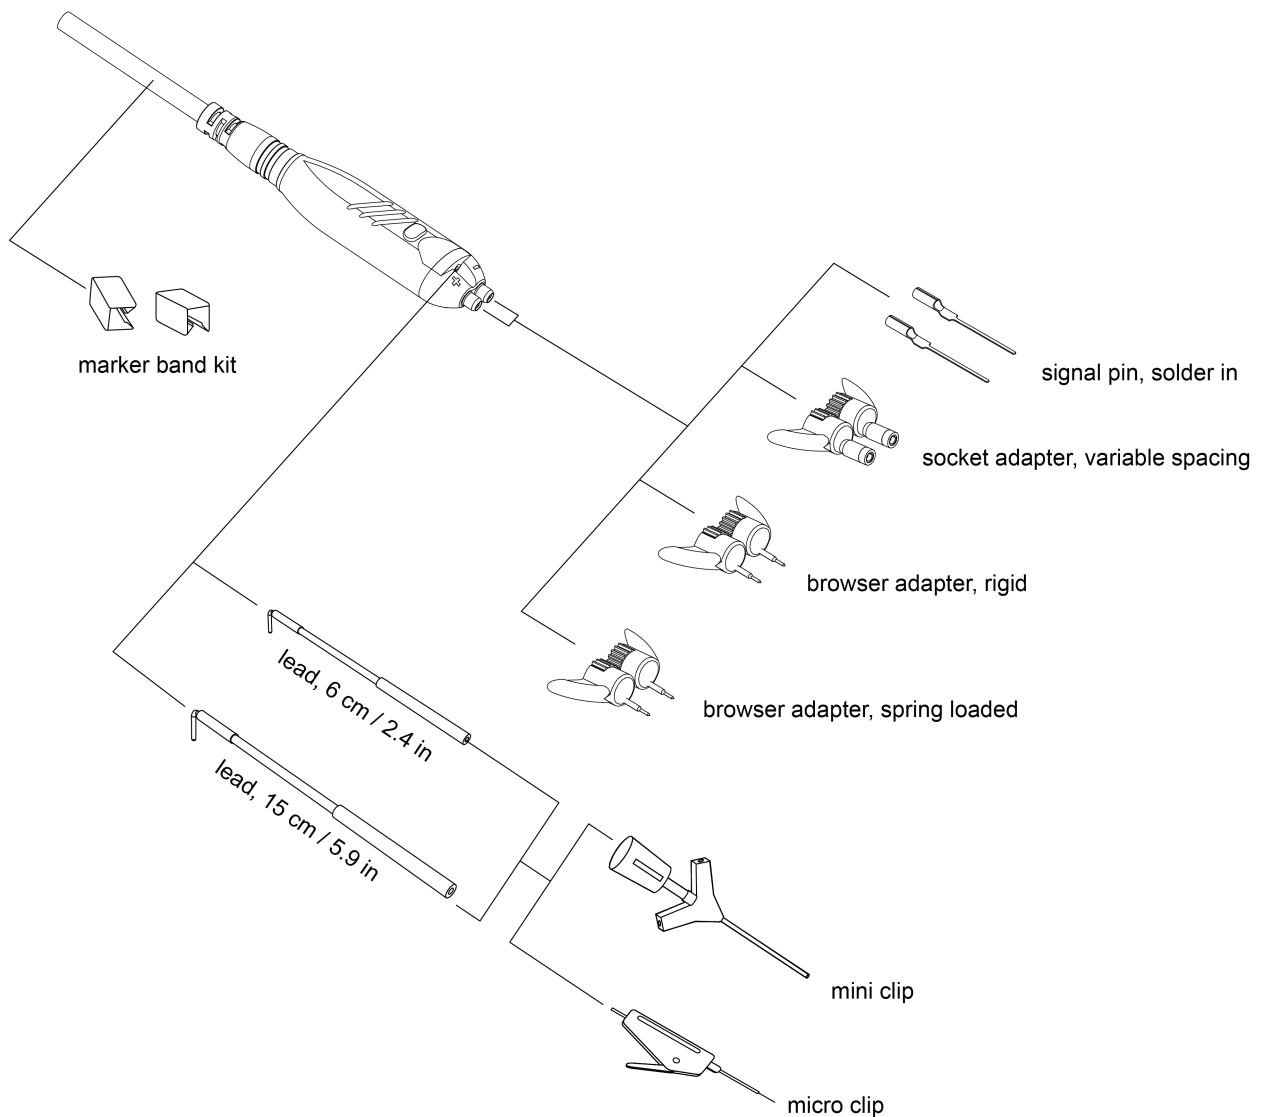 marker band kit
signal pin, solder in
socket adapter, variable spacing
browser adapter, rigid
browser adapter, spring loaded
lead, 6 cm / 2.4 in
lead, 15 cm / 5.9 in
mini clip
micro clip